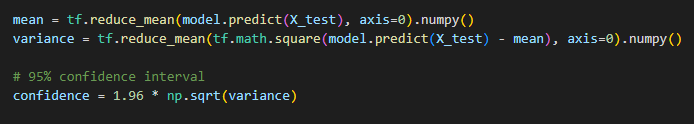 mean = tf.reduce_mean(model.predict(X_test), axis=0).numpy()
variance = tf.reduce_mean(tf.math.square(model.predict(X_test) - mean), axis=0).numpy()
# 95% confidence interval
confidence = 1.96 * np.sqrt(variance)